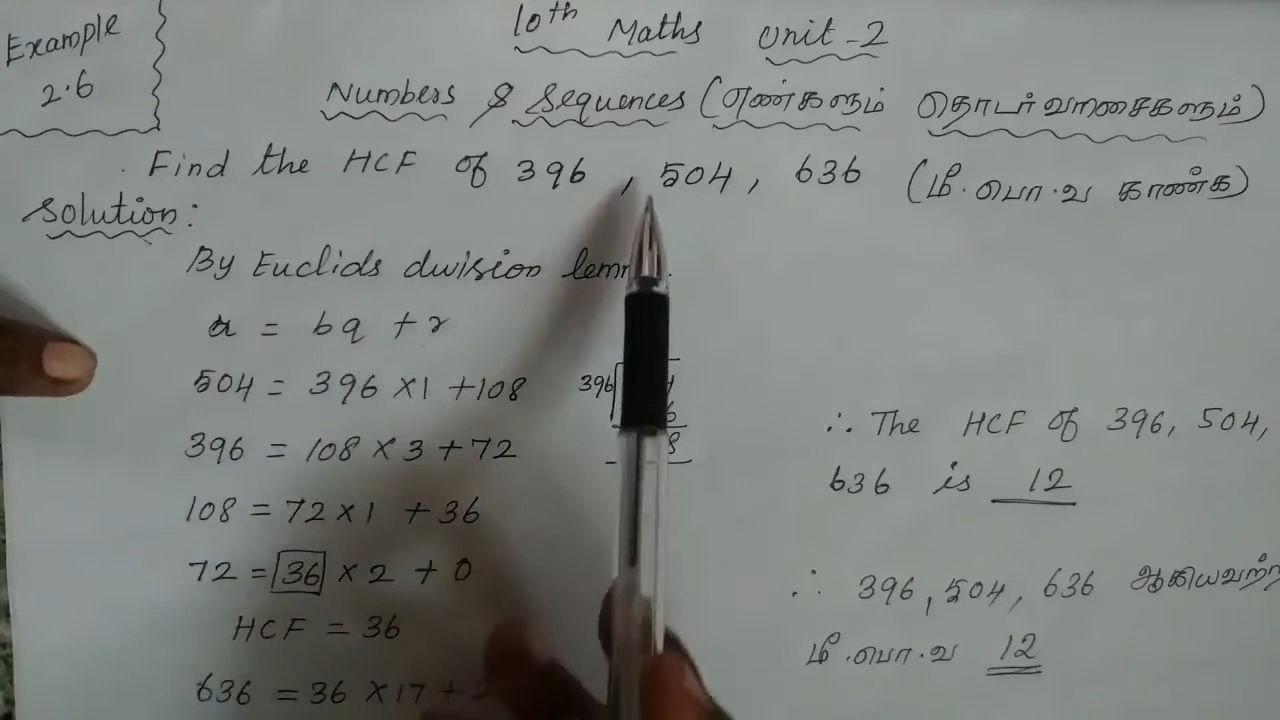 Example
2.6
10th Maths Unit-2
Numbers & Sequences (எண்களும் தொடர்வரிசைகளும்)
Find the HCF of 396, 504, 636 (மீ.பொ.வ காண்க)
Solution:
By Euclids division
a = bq + r
504 = 396 × 1 + 108
396
396 = 108 × 3 + 72
108 = 72 × 1 + 36
72 = 36 × 2 + 0
HCF = 36
636 = 36 × 17 +
∴ The HCF of 396, 504,
636 is 12
∴ 396, 504, 636
மீ.பொ.வ 12